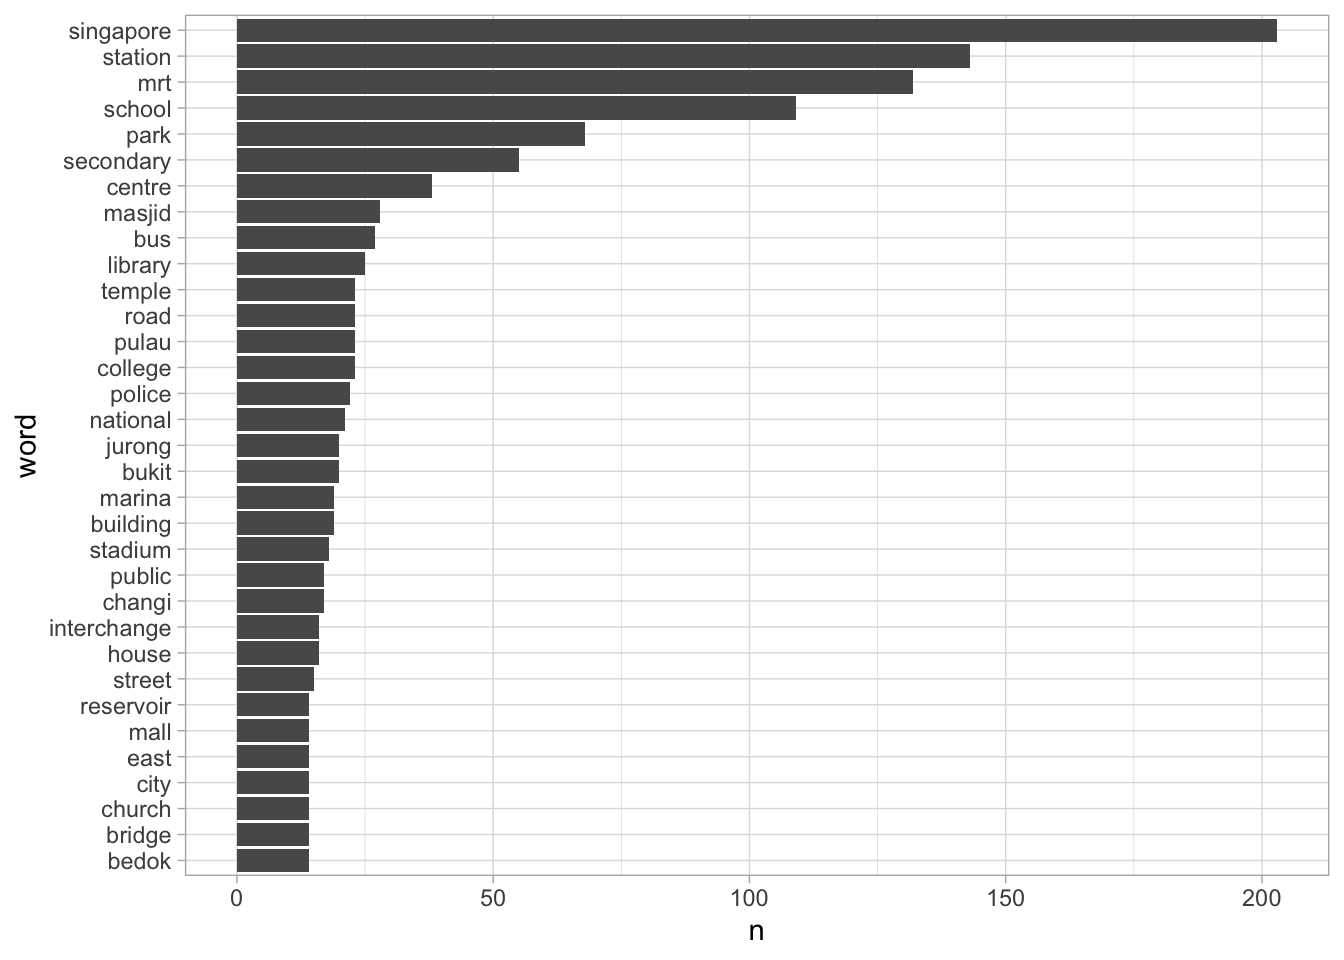 singapore
station
mrt
school
park
secondary
centre
masjid
bus
library
temple
road
pulau
college
police
national
jurong
bukit
marina
building
stadium
public
changi
interchange
house
street
reservoir
mall
east
city
church
bridge
bedok
word
0 50 100 150 200
n